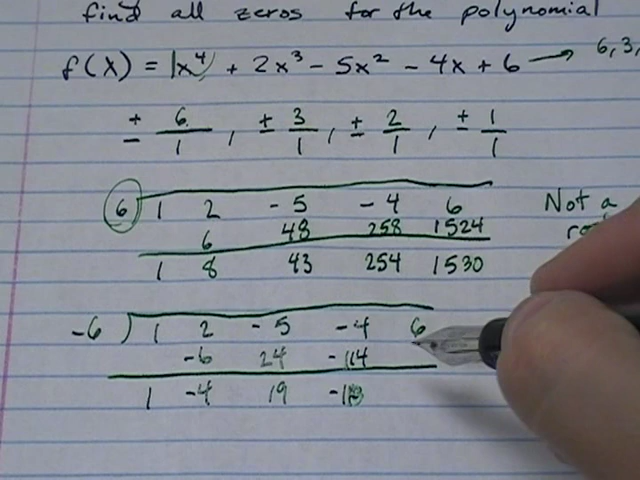 find all zeros for the polynomial
f(x) = 1x⁴ + 2x³ - 5x² - 4x + 6 → 6, 3,
± 6/1 , ± 3/1 , ± 2/1 , ± 1/1
6 1 2 -5 -4 6 Not a
6 48 258 1524
1 8 43 254 1530
-6 ) 1 2 -5 -4 6
-6 24 -114
1 -4 19